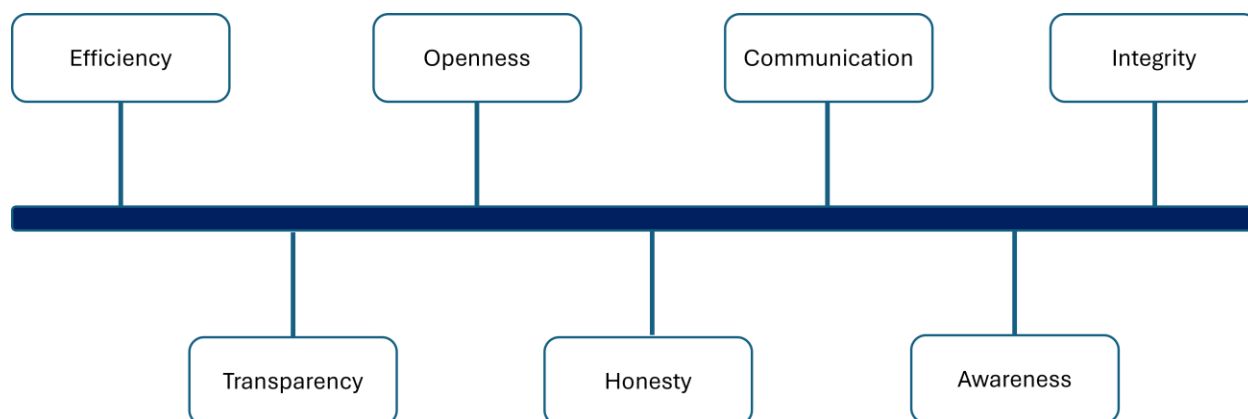 Efficiency
Openness
Communication
Integrity
Transparency
Honesty
Awareness